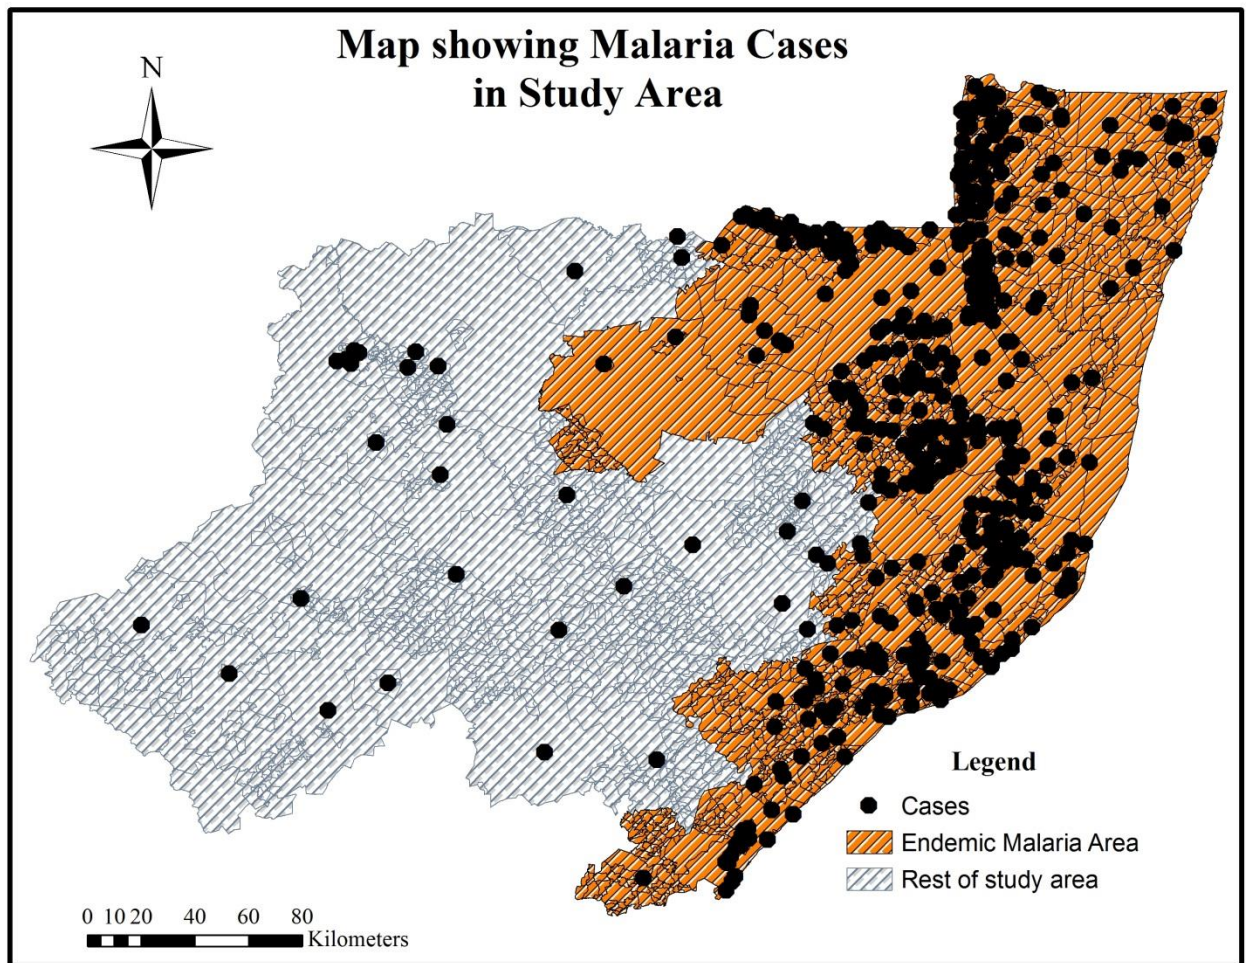 Map showing Malaria Cases
in Study Area
N
Legend
Cases
Endemic Malaria Area
Rest of study area
0 10 20 40 60 80
Kilometers